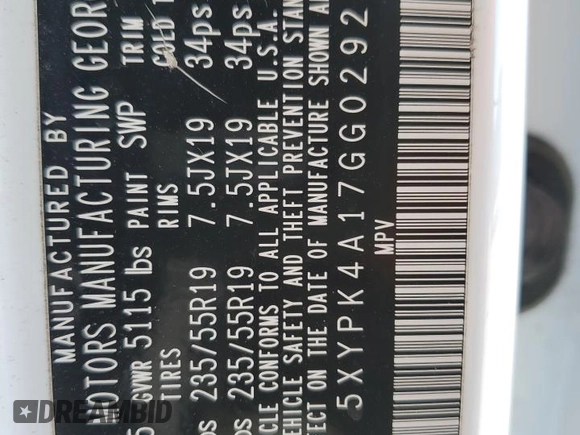 MANUFACTURED BY
MOTORS MANUFACTURING GEOR
GVWR 5115 lbs PAINT SWP TRIM
TIRES RIMS COLD
235/55R19 7.5JX19 34ps
235/55R19 7.5JX19 34ps
CLE CONFORMS TO ALL APPLICABLE U.S.A.
EHICLE SAFETY AND THEFT PREVENTION STAN
ECT ON THE DATE OF MANUFACTURE SHOWN A
5XYPK4A17GG0292
MPV
DREAMBID